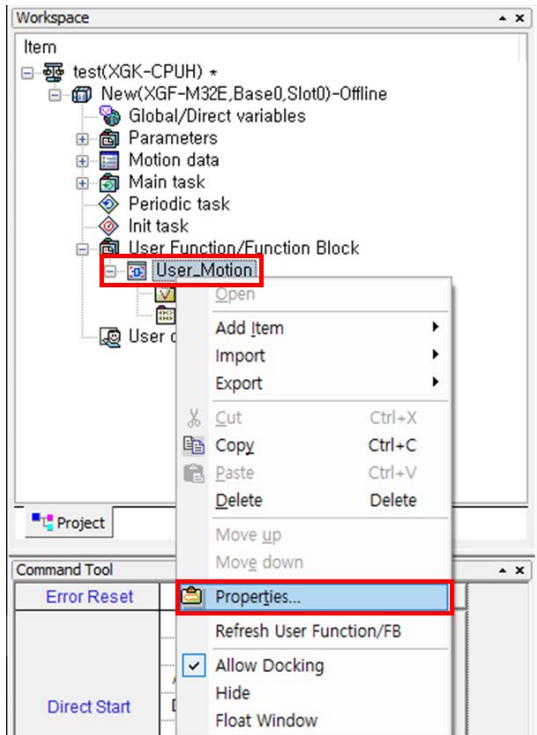 Workspace
Item
test(XGK-CPUH) *
New(XGF-M32E,Base0,Slot0)-Offline
Global/Direct variables
Parameters
Motion data
Main task
Periodic task
Init task
User Function/Function Block
User_Motion
Open
User
Add Item
Import
Export
Cut Ctrl+X
Copy Ctrl+C
Paste Ctrl+V
Delete Delete
Move up
Project
Move down
Command Tool
Error Reset
Properties...
Refresh User Function/FB
Allow Docking
Hide
Direct Start
Float Window